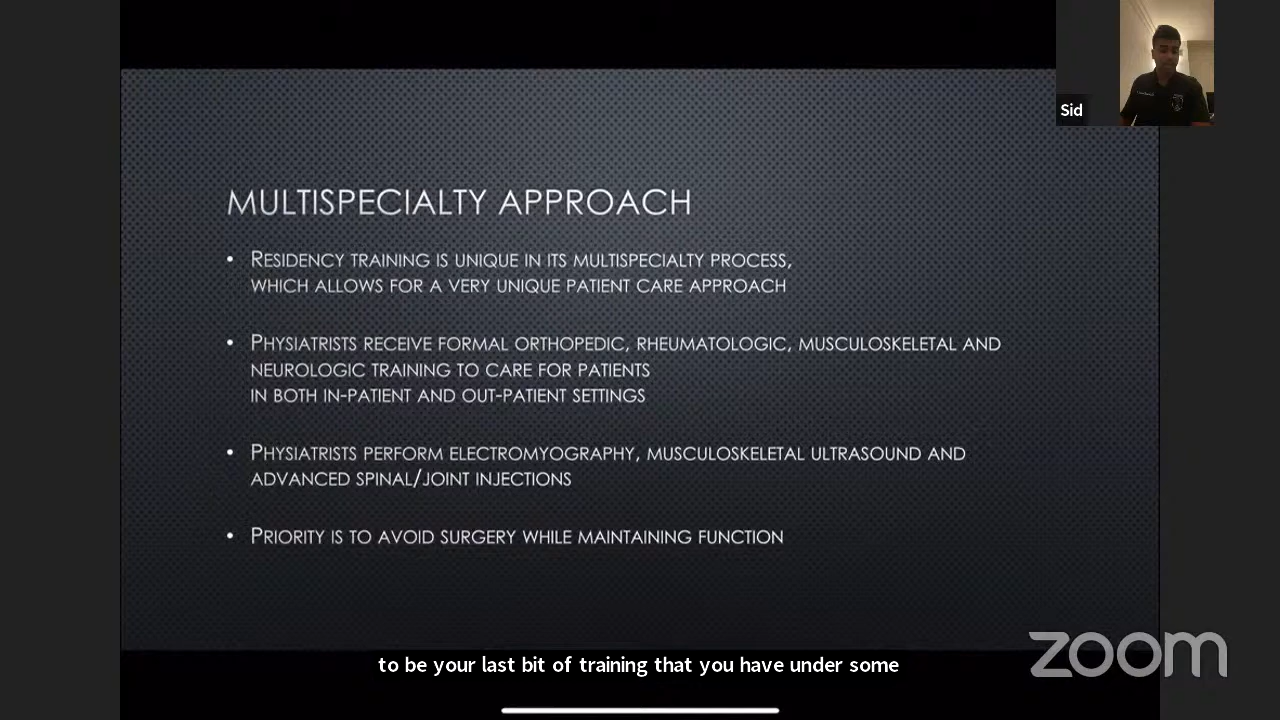 Sid
MULTISPECIALTY APPROACH
• RESIDENCY TRAINING IS UNIQUE IN ITS MULTISPECIALTY PROCESS,
WHICH ALLOWS FOR A VERY UNIQUE PATIENT CARE APPROACH
• PHYSIATRISTS RECEIVE FORMAL ORTHOPEDIC, RHEUMATOLOGIC, MUSCULOSKELETAL AND
NEUROLOGIC TRAINING TO CARE FOR PATIENTS
IN BOTH IN-PATIENT AND OUT-PATIENT SETTINGS
• PHYSIATRISTS PERFORM ELECTROMYOGRAPHY, MUSCULOSKELETAL ULTRASOUND AND
ADVANCED SPINAL/JOINT INJECTIONS
• PRIORITY IS TO AVOID SURGERY WHILE MAINTAINING FUNCTION
zoom
to be your last bit of training that you have under some